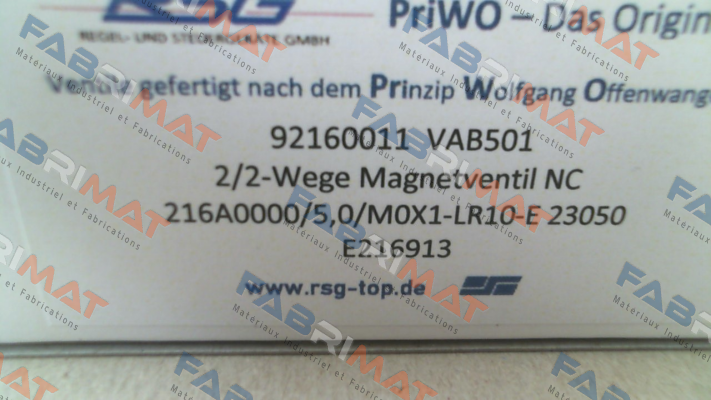 RSG
PriWO – Das Origin
REGEL- UND STEUERGERÄTE GMBH
gefertigt nach dem Prinzip Wolfgang Offenwange
92160011 VAB501
2/2-Wege Magnetventil NC
216A0000/5,0/M0X1-LR10-E 23050
E216913
www.rsg-top.de
FABRIMAT
Matériaux Industriel et Fabrications